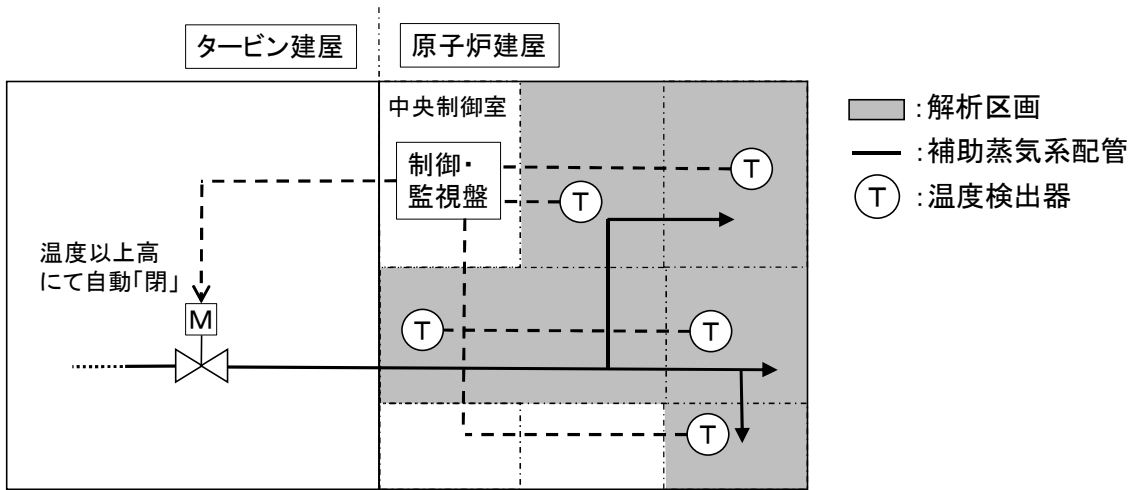 タービン建屋
原子炉建屋
中央制御室
制御・
監視盤
T
T
温度以上高
にて自動「閉」
M
T
T
T
:解析区画
:補助蒸気系配管
T
:温度検出器